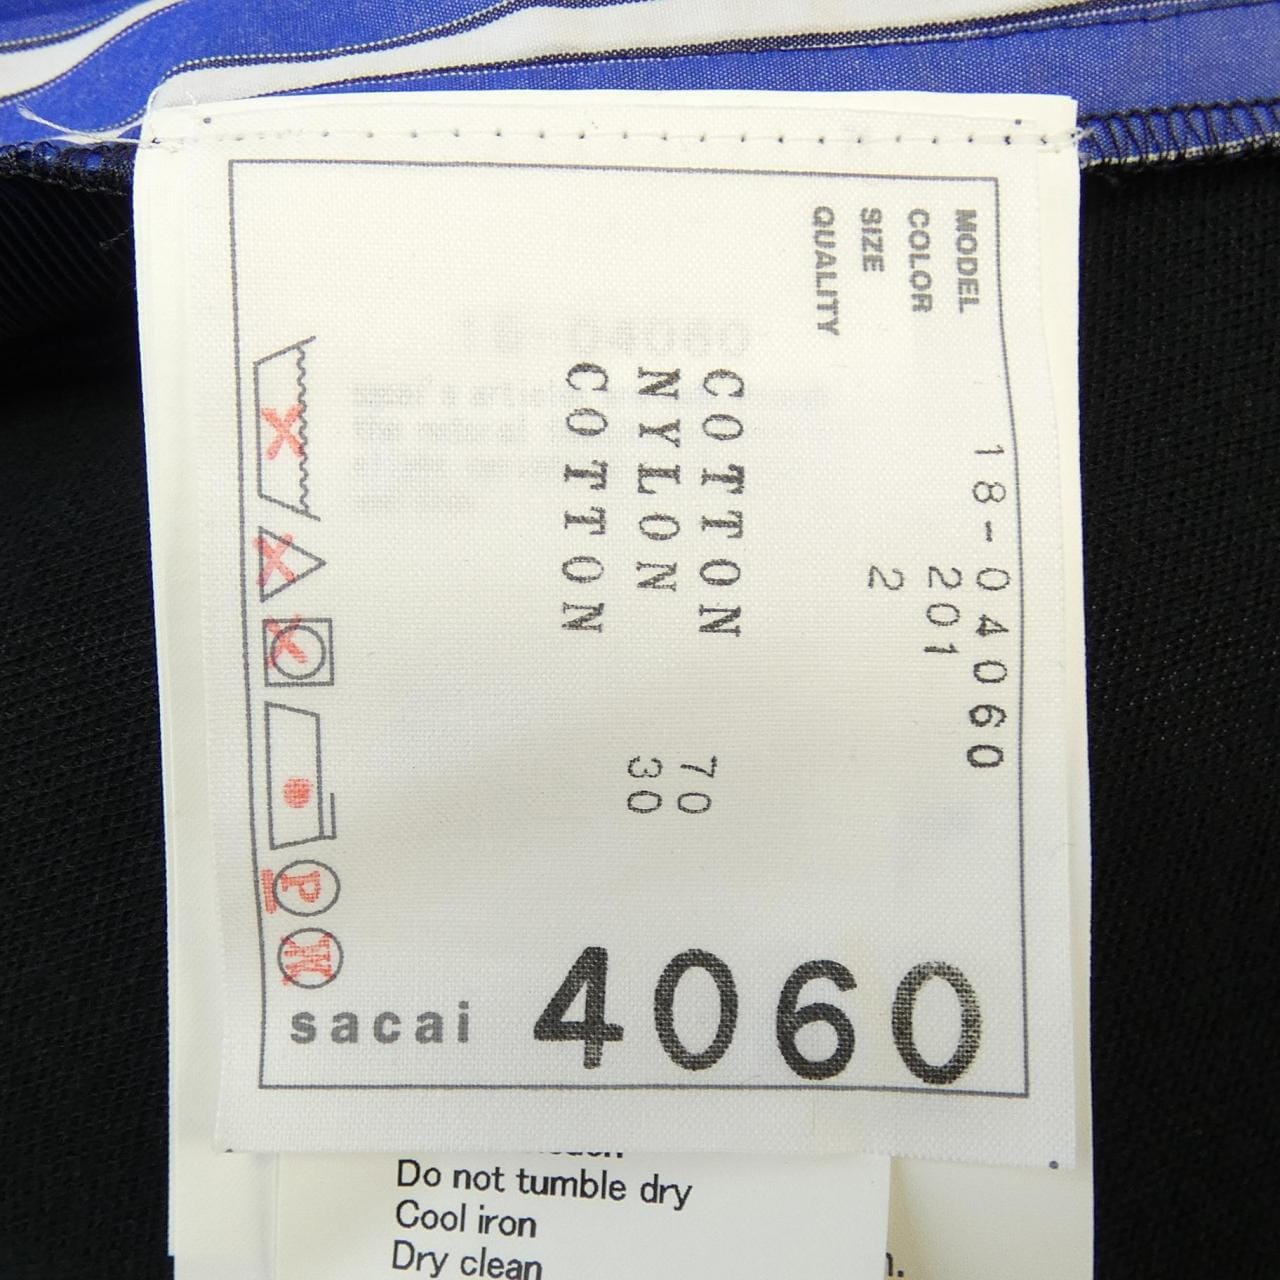 MODEL 18-04060
COLOR 201
SIZE 2
QUALITY
COTTON 70
NYLON 30
COTTON
P
W
sacai 4060
Do not tumble dry
Cool iron
Dry clean